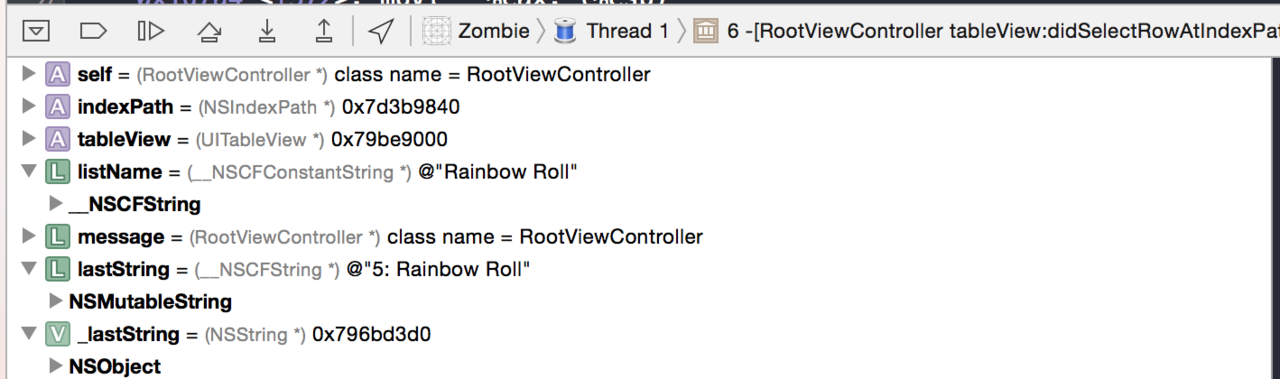 Zombie Thread 1 6 -[RootViewController tableView:didSelectRowAtIndexPat
A self = (RootViewController *) class name = RootViewController
A indexPath = (NSIndexPath *) 0x7d3b9840
A tableView = (UITableView *) 0x79be9000
L listName = (__NSCFConstantString *) @"Rainbow Roll"
__NSCFString
L message = (RootViewController *) class name = RootViewController
L lastString = (__NSCFString *) @"5: Rainbow Roll"
NSMutableString
V _lastString = (NSString *) 0x796bd3d0
NSObject